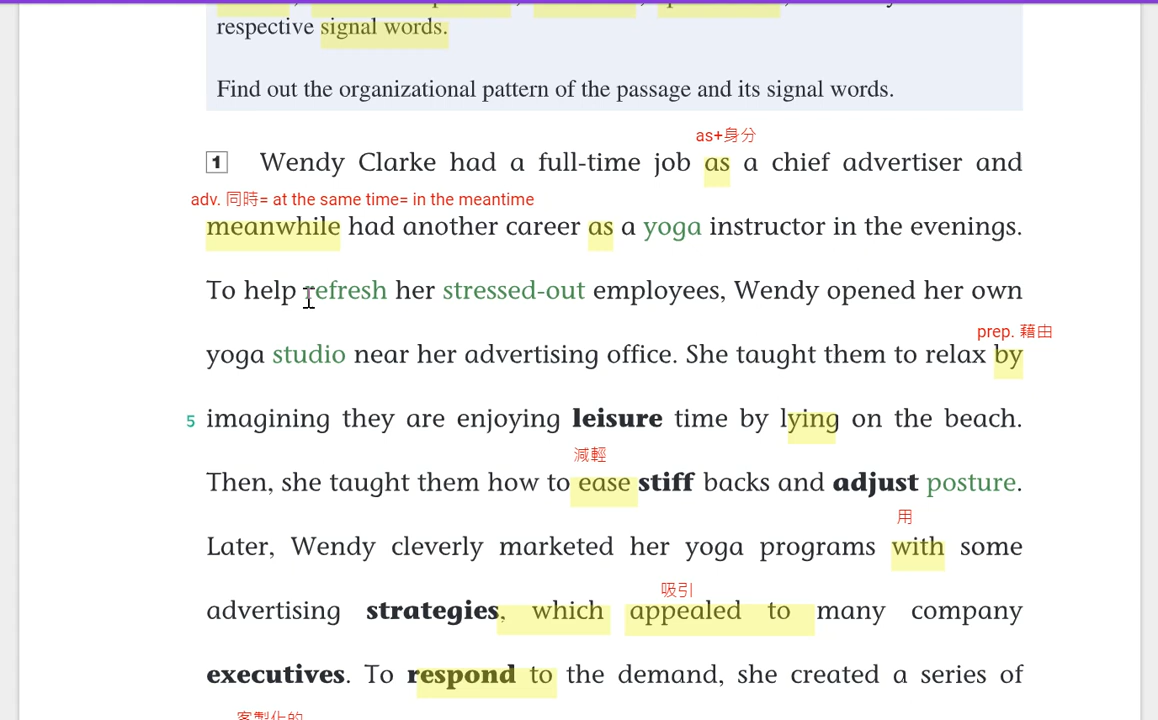 respective signal words.
Find out the organizational pattern of the passage and its signal words.
as+身分
1 Wendy Clarke had a full-time job as a chief advertiser and
adv. 同時= at the same time= in the meantime
meanwhile had another career as a yoga instructor in the evenings.
To help refresh her stressed-out employees, Wendy opened her own
prep. 藉由
yoga studio near her advertising office. She taught them to relax by
5 imagining they are enjoying leisure time by lying on the beach.
減輕
Then, she taught them how to ease stiff backs and adjust posture.
用
Later, Wendy cleverly marketed her yoga programs with some
吸引
advertising strategies, which appealed to many company
executives. To respond to the demand, she created a series of
客製化的